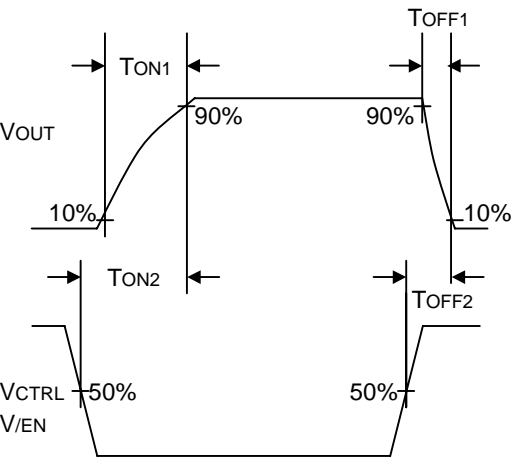 TOFF1
TON1
90% 90%
VOUT
10% 10%
TON2
TOFF2
VCTRL 50% 50%
V/EN